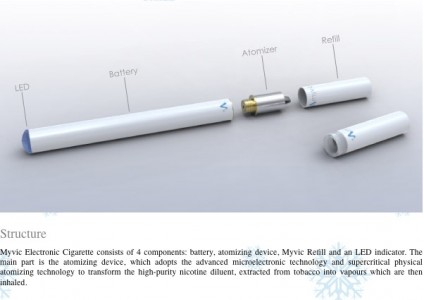 Refill
Atomizer
Battery
LED
Structure
Myvic Electronic Cigarette consists of 4 components: battery, atomizing device, Myvic Refill and an LED indicator. The
main part is the atomizing device, which adopts the advanced microelectronic technology and supercritical physical
atomizing technology to transform the high-purity nicotine diluent, extracted from tobacco into vapours which are then
inhaled.